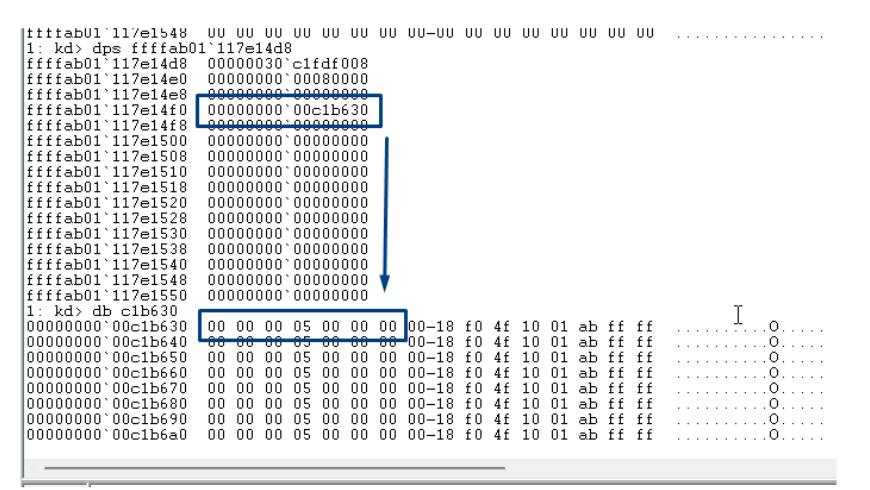 ffffab01`117e1548  00 00 00 00 00 00 00 00-00 00 00 00 00 00 00 00  ................
1: kd> dps ffffab01`117e14d8
ffffab01`117e14d8  00000030`c1fdf008
ffffab01`117e14e0  00000000`00080000
ffffab01`117e14e8  00000000`00000000
ffffab01`117e14f0  00000000`00c1b630
ffffab01`117e14f8  00000000`00000000
ffffab01`117e1500  00000000`00000000
ffffab01`117e1508  00000000`00000000
ffffab01`117e1510  00000000`00000000
ffffab01`117e1518  00000000`00000000
ffffab01`117e1520  00000000`00000000
ffffab01`117e1528  00000000`00000000
ffffab01`117e1530  00000000`00000000
ffffab01`117e1538  00000000`00000000
ffffab01`117e1540  00000000`00000000
ffffab01`117e1548  00000000`00000000
ffffab01`117e1550  00000000`00000000
1: kd> db c1b630
00000000`00c1b630  00 00 00 05 00 00 00 00-18 f0 4f 10 01 ab ff ff  ..........O.....
00000000`00c1b640  00 00 00 05 00 00 00 00-18 f0 4f 10 01 ab ff ff  ..........O.....
00000000`00c1b650  00 00 00 05 00 00 00 00-18 f0 4f 10 01 ab ff ff  ..........O.....
00000000`00c1b660  00 00 00 05 00 00 00 00-18 f0 4f 10 01 ab ff ff  ..........O.....
00000000`00c1b670  00 00 00 05 00 00 00 00-18 f0 4f 10 01 ab ff ff  ..........O.....
00000000`00c1b680  00 00 00 05 00 00 00 00-18 f0 4f 10 01 ab ff ff  ..........O.....
00000000`00c1b690  00 00 00 05 00 00 00 00-18 f0 4f 10 01 ab ff ff  ..........O.....
00000000`00c1b6a0  00 00 00 05 00 00 00 00-18 f0 4f 10 01 ab ff ff  ..........O.....